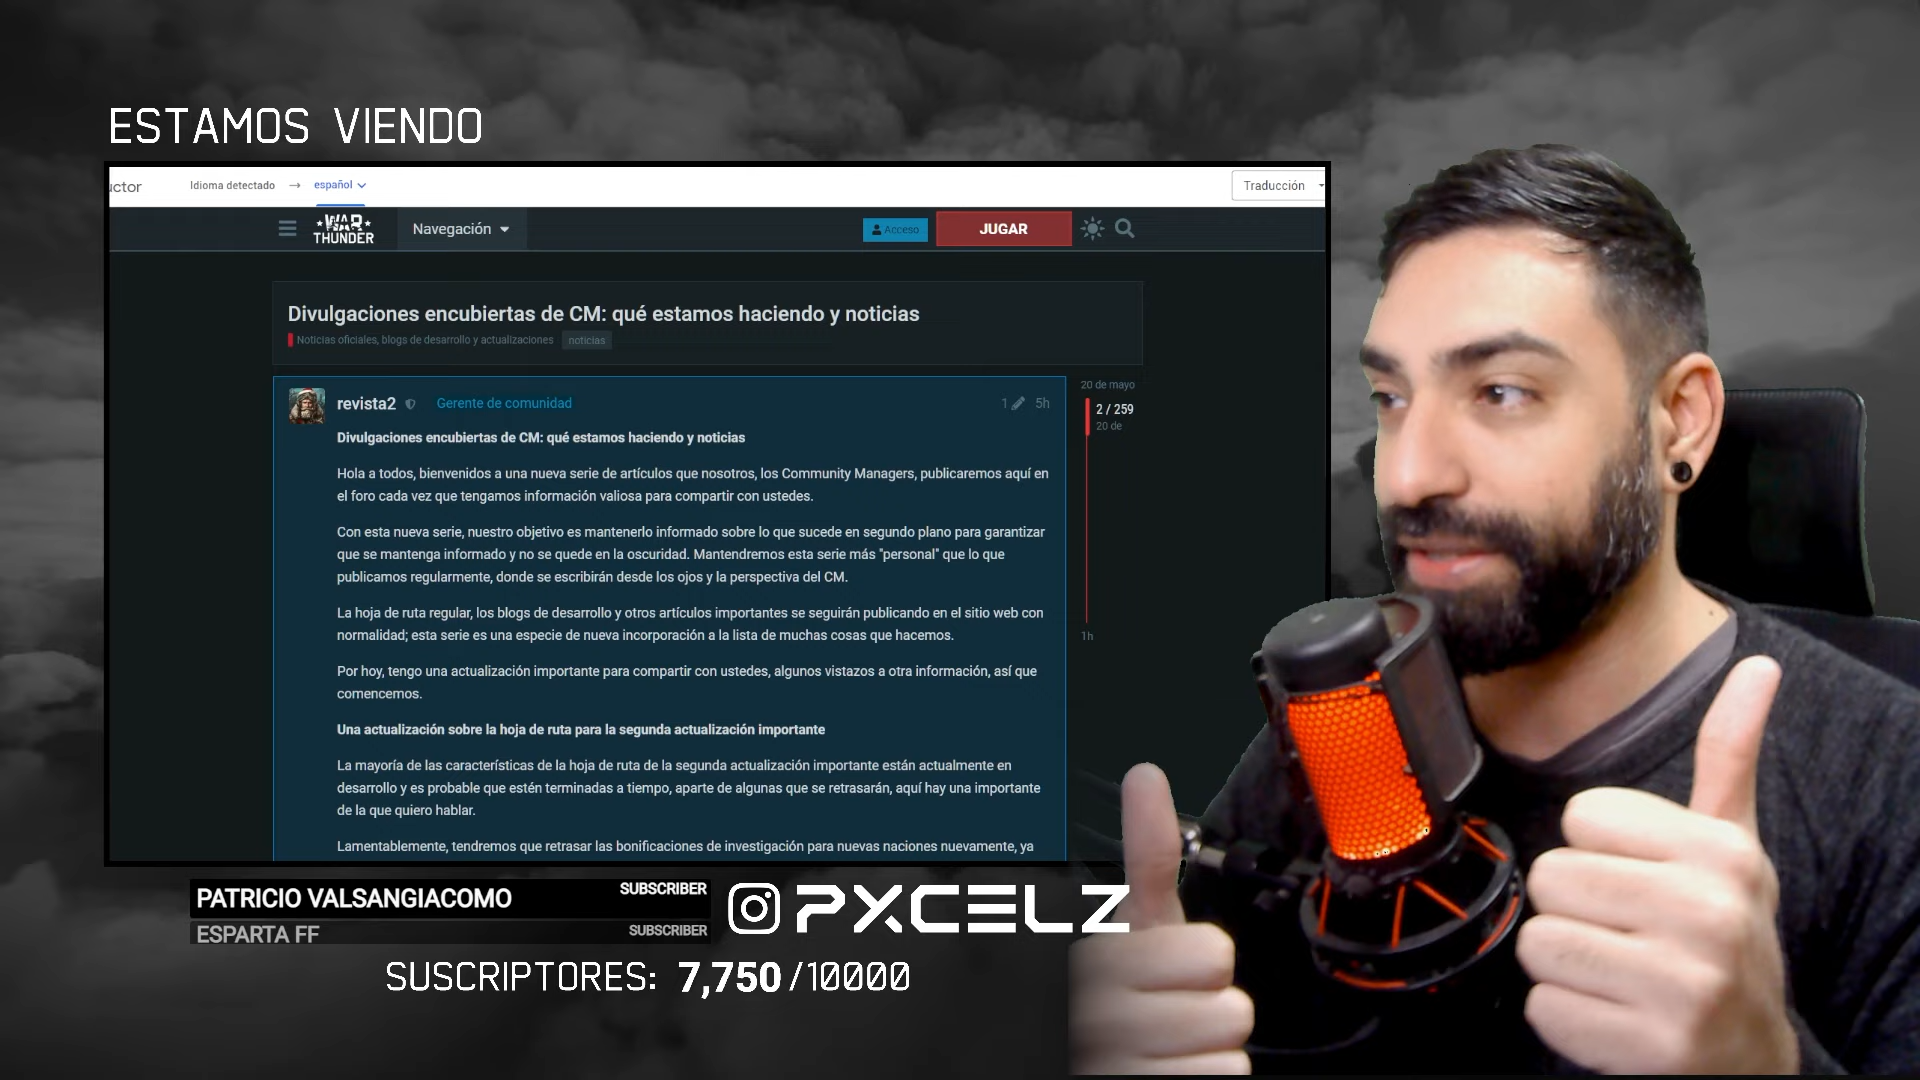 ESTAMOS VIENDO
uctor
Idioma detectado → español
Traducción
WAR THUNDER
Navegación
Acceso
JUGAR
Divulgaciones encubiertas de CM: qué estamos haciendo y noticias
Noticias oficiales, blogs de desarrollo y actualizaciones
noticias
revista2
Gerente de comunidad
1
5h
20 de mayo
2 / 259
20 de
1h
Divulgaciones encubiertas de CM: qué estamos haciendo y noticias
Hola a todos, bienvenidos a una nueva serie de artículos que nosotros, los Community Managers, publicaremos aquí en
el foro cada vez que tengamos información valiosa para compartir con ustedes.
Con esta nueva serie, nuestro objetivo es mantenerlo informado sobre lo que sucede en segundo plano para garantizar
que se mantenga informado y no se quede en la oscuridad. Mantendremos esta serie más "personal" que lo que
publicamos regularmente, donde se escribirán desde los ojos y la perspectiva del CM.
La hoja de ruta regular, los blogs de desarrollo y otros artículos importantes se seguirán publicando en el sitio web con
normalidad; esta serie es una especie de nueva incorporación a la lista de muchas cosas que hacemos.
Por hoy, tengo una actualización importante para compartir con ustedes, algunos vistazos a otra información, así que
comencemos.
Una actualización sobre la hoja de ruta para la segunda actualización importante
La mayoría de las características de la hoja de ruta de la segunda actualización importante están actualmente en
desarrollo y es probable que estén terminadas a tiempo, aparte de algunas que se retrasarán, aquí hay una importante
de la que quiero hablar.
Lamentablemente, tendremos que retrasar las bonificaciones de investigación para nuevas naciones nuevamente, ya
PATRICIO VALSANGIACOMO SUBSCRIBER
ESPARTA FF SUBSCRIBER
PXCELZ
SUSCRIPTORES: 7,750/10000